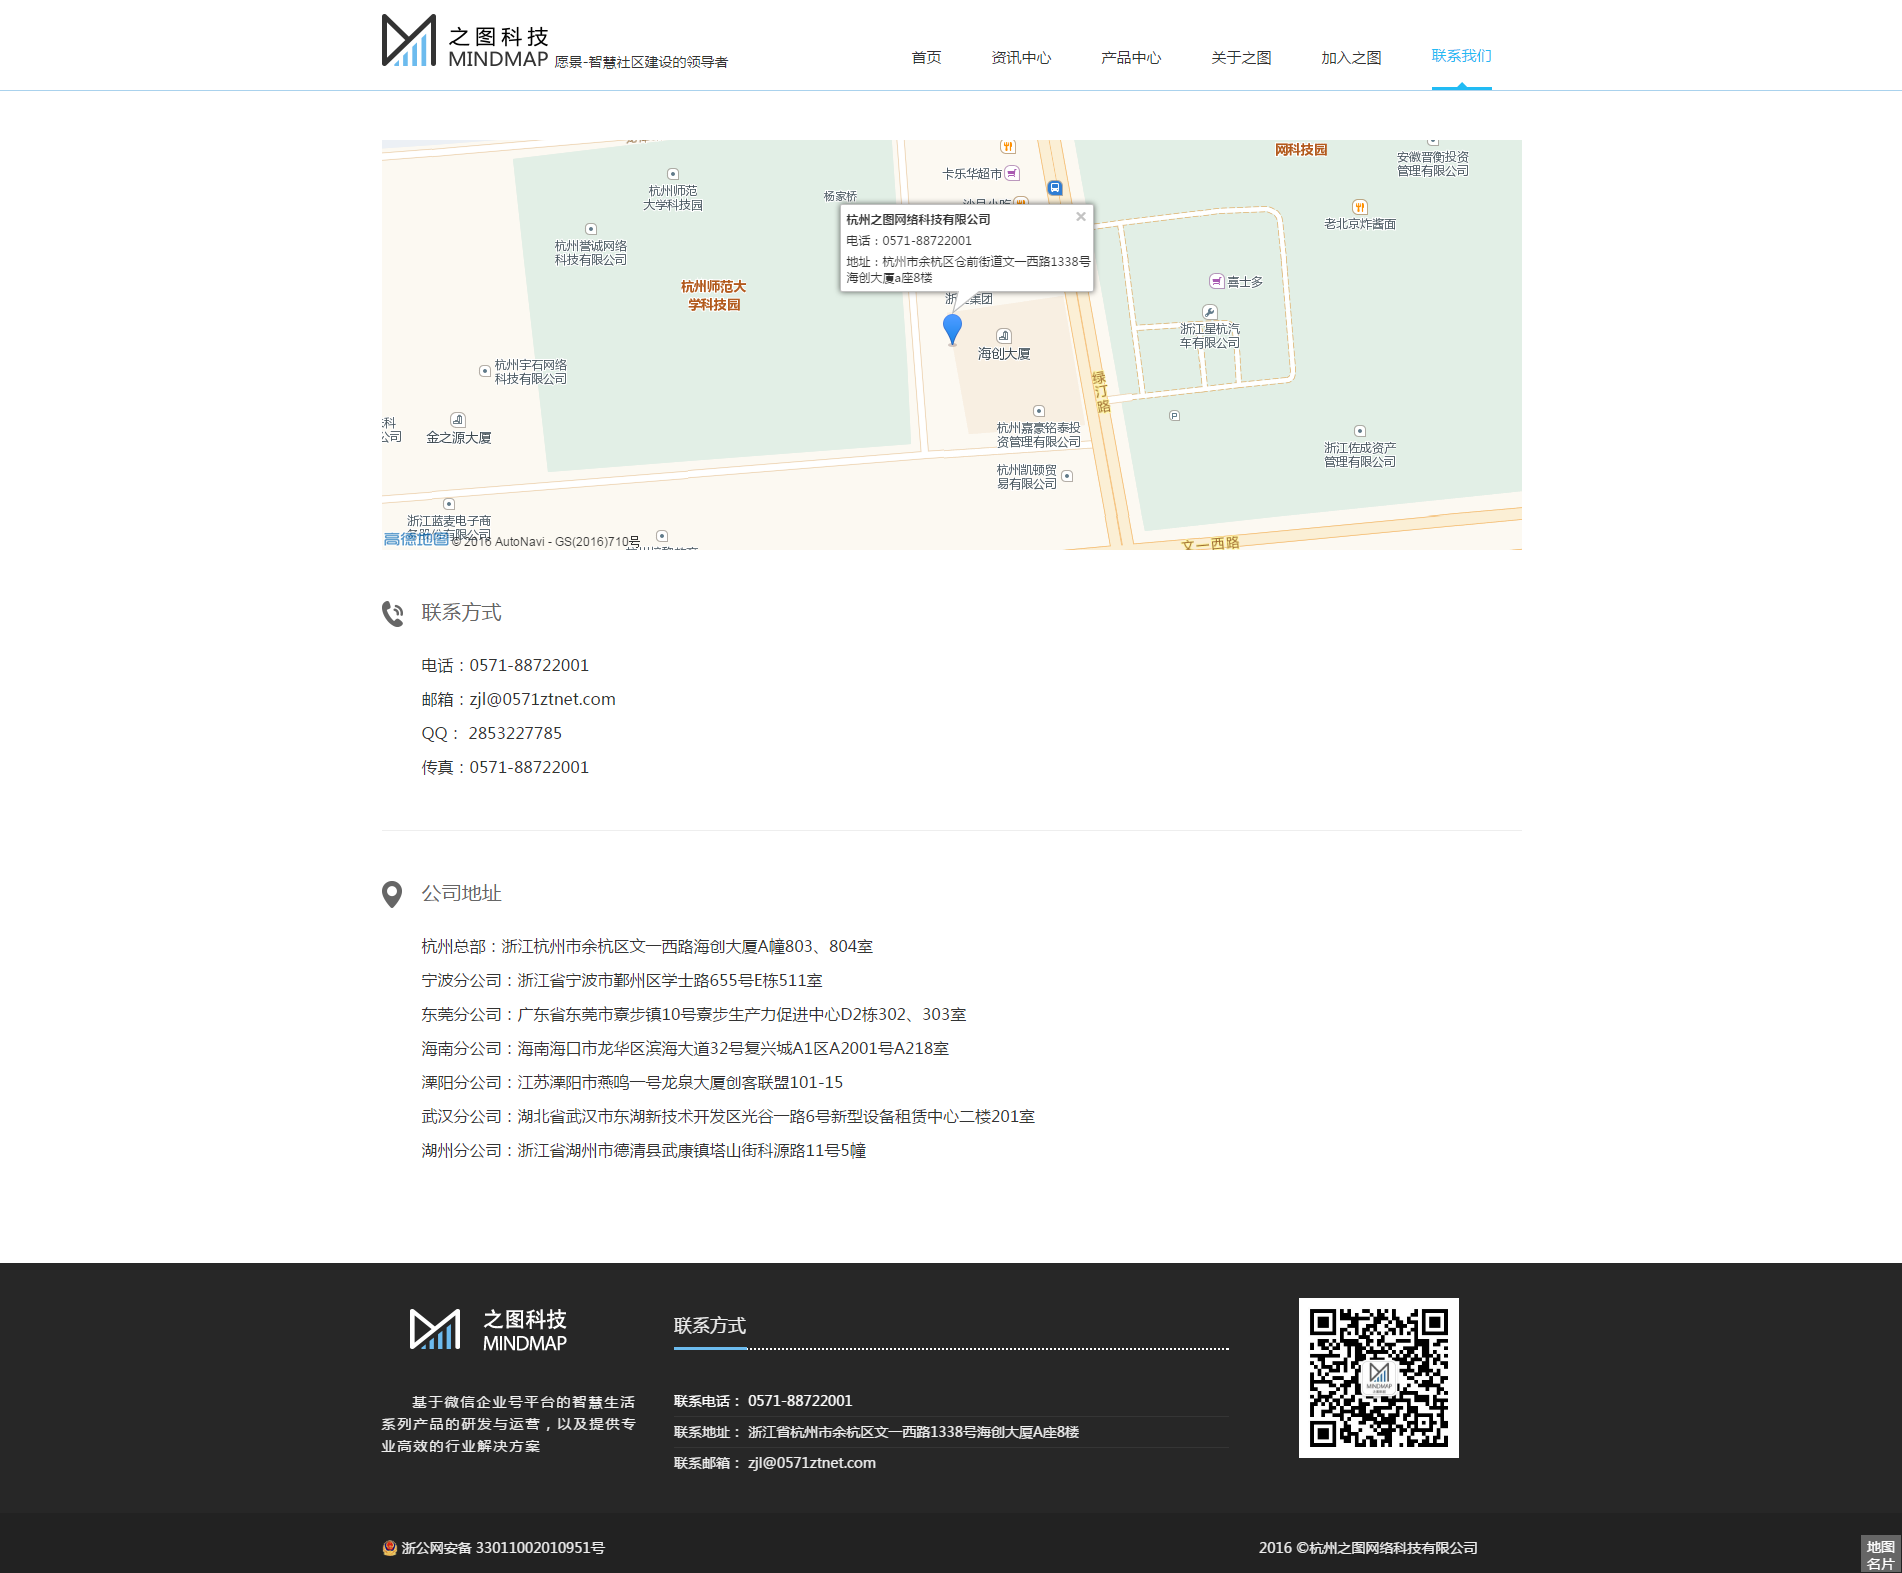 之图科技
MINDMAP
愿景-智慧社区建设的领导者
首页
资讯中心
产品中心
关于之图
加入之图
联系我们
网科技园
安徽晋衡投资
管理有限公司
卡乐华超市
杭州师范
大学科技园
杨家桥
老北京炸酱面
杭州之图网络科技有限公司
电话：0571-88722001
地址：杭州市余杭区仓前街道文一西路1338号
海创大厦a座8楼
杭州誉诚网络
科技有限公司
杭州师范大
学科技园
喜士多
浙江星杭汽
车有限公司
海创大厦
杭州宇石网络
科技有限公司
绿汀路
P
金之源大厦
杭州嘉豪铭泰投
资管理有限公司
浙江佐成资产
管理有限公司
杭州凯顿贸
易有限公司
浙江蓝麦电子商
务股份有限公司
高德地图
© 2016 AutoNavi - GS(2016)710号
文一西路
联系方式
电话：0571-88722001
邮箱：zjl@0571ztnet.com
QQ： 2853227785
传真：0571-88722001
公司地址
杭州总部：浙江杭州市余杭区文一西路海创大厦A幢803、804室
宁波分公司：浙江省宁波市鄞州区学士路655号E栋511室
东莞分公司：广东省东莞市寮步镇10号寮步生产力促进中心D2栋302、303室
海南分公司：海南海口市龙华区滨海大道32号复兴城A1区A2001号A218室
溧阳分公司：江苏溧阳市燕鸣一号龙泉大厦创客联盟101-15
武汉分公司：湖北省武汉市东湖新技术开发区光谷一路6号新型设备租赁中心二楼201室
湖州分公司：浙江省湖州市德清县武康镇塔山街科源路11号5幢
之图科技
MINDMAP
基于微信企业号平台的智慧生活
系列产品的研发与运营，以及提供专
业高效的行业解决方案
联系方式
联系电话： 0571-88722001
联系地址： 浙江省杭州市余杭区文一西路1338号海创大厦A座8楼
联系邮箱： zjl@0571ztnet.com
MINDMAP
浙公网安备 33011002010951号
2016 ©杭州之图网络科技有限公司
地图
名片